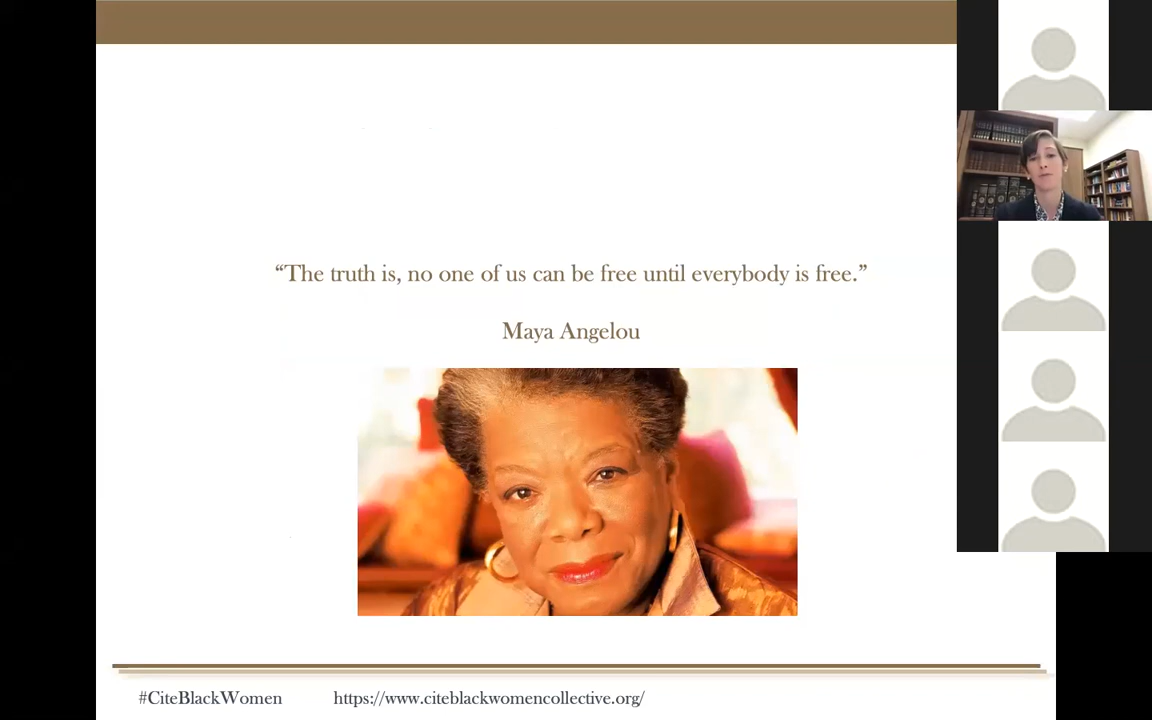 “The truth is, no one of us can be free until everybody is free.”
Maya Angelou
#CiteBlackWomen https://www.citeblackwomencollective.org/